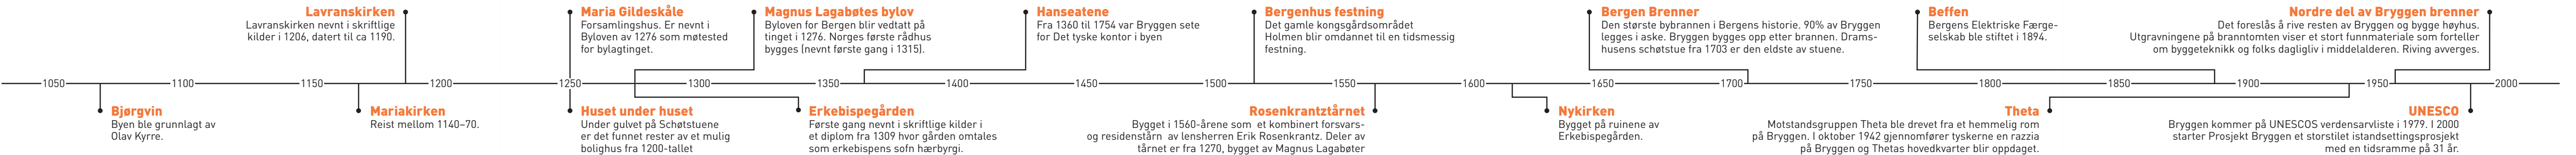 Lavranskirken
Lavranskirken nevnt i skriftlige
kilder i 1206, datert til ca 1190.
Maria Gildeskåle
Forsamlingshus. Er nevnt i
Byloven av 1276 som møtested
for bylagtinget.
Magnus Lagabøtes bylov
Byloven for Bergen blir vedtatt på
tinget i 1276. Norges første rådhus
bygges (nevnt første gang i 1315).
Hanseatene
Fra 1360 til 1754 var Bryggen sete
for Det tyske kontor i byen
Bergenhus festning
Det gamle kongsgårdsområdet
Holmen blir omdannet til en tidsmessig
festning.
Bergen Brenner
Den største bybrannen i Bergens historie. 90% av Bryggen
legges i aske. Bryggen bygges opp etter brannen. Drams-
husens schøtstue fra 1703 er den eldste av stuene.
Beffen
Bergens Elektriske Færge-
selskab ble stiftet i 1894.
Nordre del av Bryggen brenner
Det foreslås å rive resten av Bryggen og bygge høyhus.
Utgravningene på branntomten viser et stort funnmateriale som forteller
om byggeteknikk og folks dagligliv i middelalderen. Riving avverges.
1050 1100 1150 1200 1250 1300 1350 1400 1450 1500 1550 1600 1650 1700 1750 1800 1850 1900 1950 2000
Bjørgvin
Byen ble grunnlagt av
Olav Kyrre.
Mariakirken
Reist mellom 1140–70.
Huset under huset
Under gulvet på Schøtstuene
er det funnet rester av et mulig
bolighus fra 1200-tallet
Erkebispegården
Første gang nevnt i skriftlige kilder i
et diplom fra 1309 hvor gården omtales
som erkebispens sofn hærbyrgi.
Rosenkrantztårnet
Bygget i 1560-årene som et kombinert forsvars-
og residenstårn av lensherren Erik Rosenkrantz. Deler av
tårnet er fra 1270, bygget av Magnus Lagabøter
Nykirken
Bygget på ruinene av
Erkebispegården.
Theta
Motstandsgruppen Theta ble drevet fra et hemmelig rom
på Bryggen. I oktober 1942 gjennomfører tyskerne en razzia
på Bryggen og Thetas hovedkvarter blir oppdaget.
UNESCO
Bryggen kommer på UNESCOS verdensarvliste i 1979. I 2000
starter Prosjekt Bryggen et storstilet istandsettingsprosjekt
med en tidsramme på 31 år.